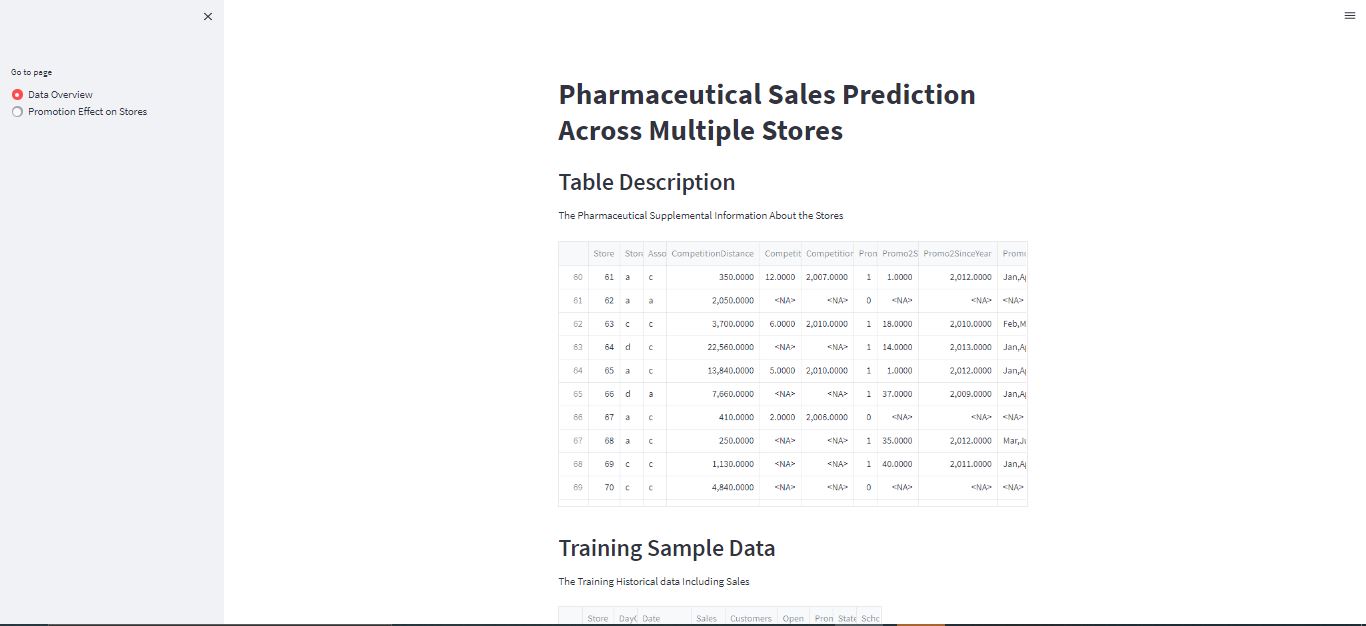 Go to page
Data Overview
Promotion Effect on Stores
Pharmaceutical Sales Prediction
Across Multiple Stores
Table Description
The Pharmaceutical Supplemental Information About the Stores
Store Stor Asso CompetitionDistance Competit Competition Pron Promo2S Promo2SinceYear Promo
60 61 a c 350.0000 12.0000 2,007.0000 1 1.0000 2,012.0000 Jan,Ap
61 62 a a 2,050.0000 <NA> <NA> 0 <NA> <NA> <NA>
62 63 c c 3,700.0000 6.0000 2,010.0000 1 18.0000 2,010.0000 Feb,M
63 64 d c 22,560.0000 <NA> <NA> 1 14.0000 2,013.0000 Jan,Ap
64 65 a c 13,840.0000 5.0000 2,010.0000 1 1.0000 2,012.0000 Jan,Ap
65 66 d a 7,660.0000 <NA> <NA> 1 37.0000 2,009.0000 Jan,Ap
66 67 a c 410.0000 2.0000 2,006.0000 0 <NA> <NA> <NA>
67 68 a c 250.0000 <NA> <NA> 1 35.0000 2,012.0000 Mar,Ju
68 69 c c 1,130.0000 <NA> <NA> 1 40.0000 2,011.0000 Jan,Ap
69 70 c c 4,840.0000 <NA> <NA> 0 <NA> <NA> <NA>
Training Sample Data
The Training Historical data Including Sales
Store DayO Date Sales Customers Open Pron State Scho